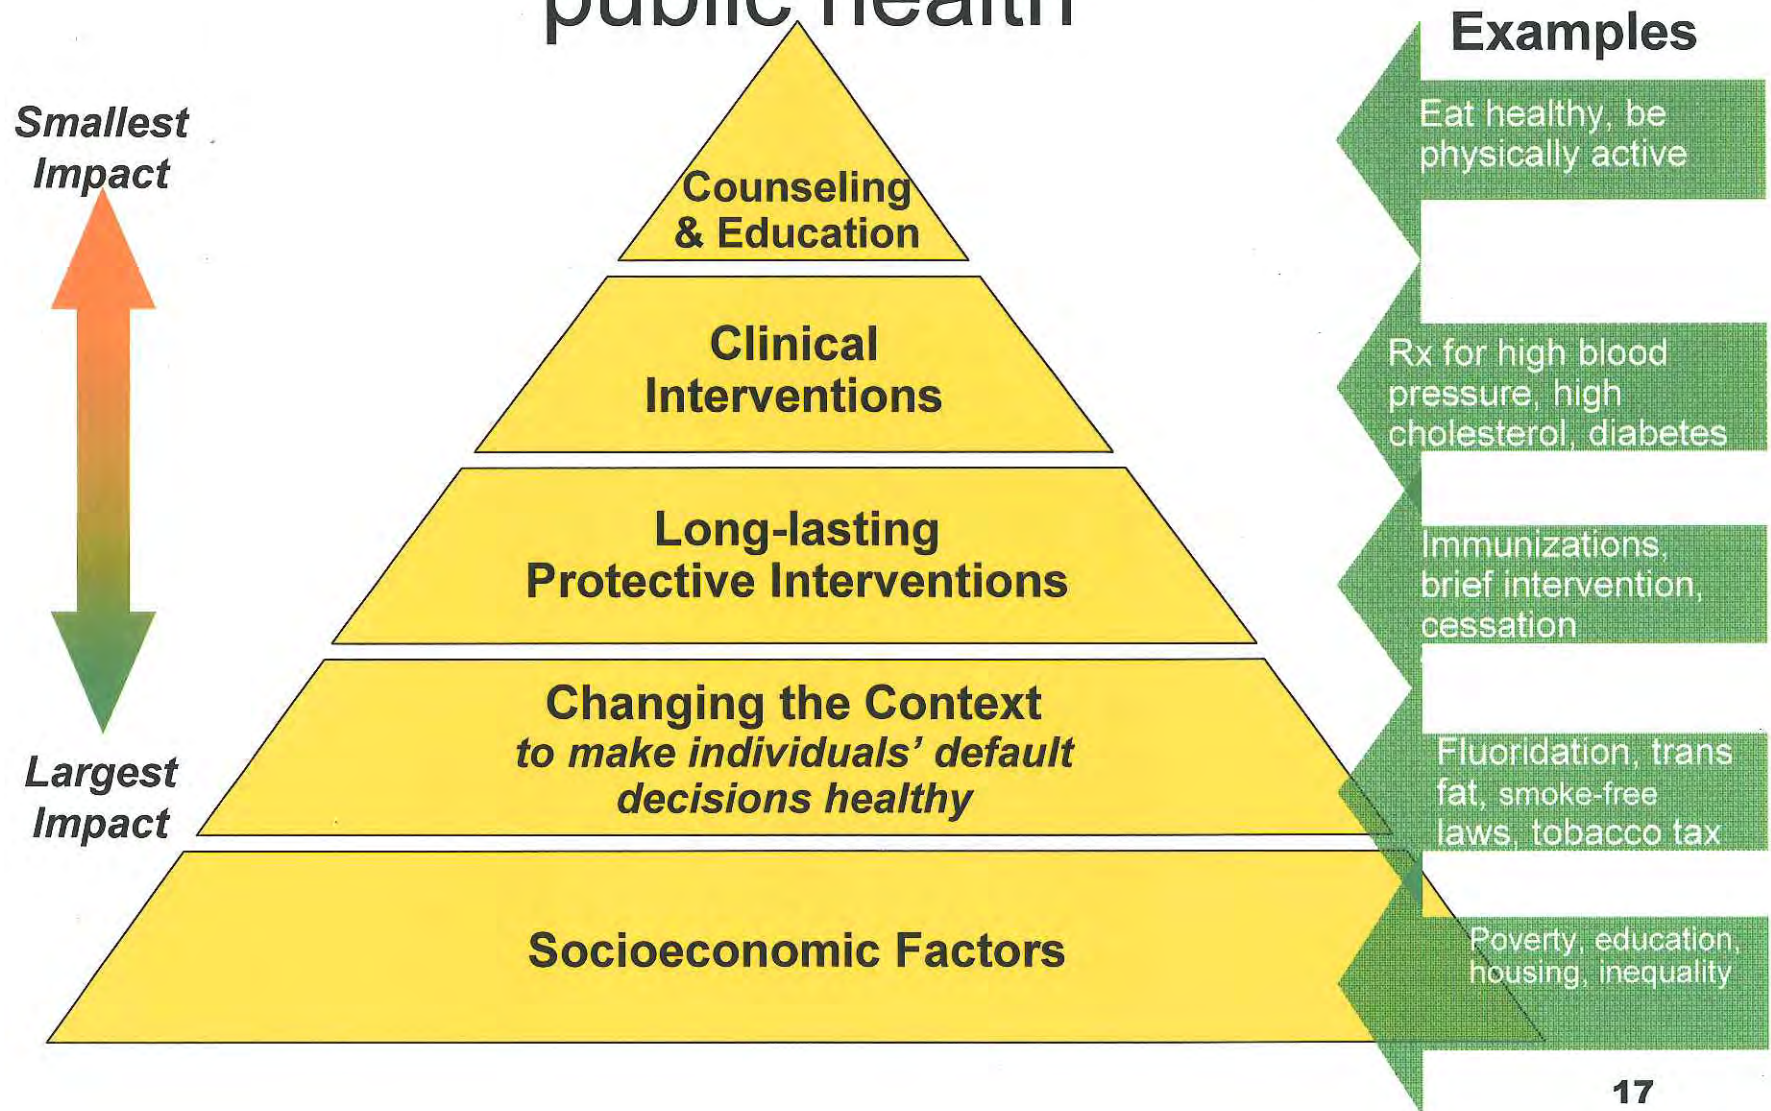 public health
Examples
Smallest
Impact
Eat healthy, be
physically active
Counseling
& Education
Clinical
Interventions
Rx for high blood
pressure, high
cholesterol, diabetes
Long-lasting
Protective Interventions
Immunizations,
brief intervention,
cessation
Changing the Context
to make individuals’ default
decisions healthy
Largest
Impact
Fluoridation, trans
fat, smoke-free
laws, tobacco tax
Socioeconomic Factors
Poverty, education,
housing, inequality
17